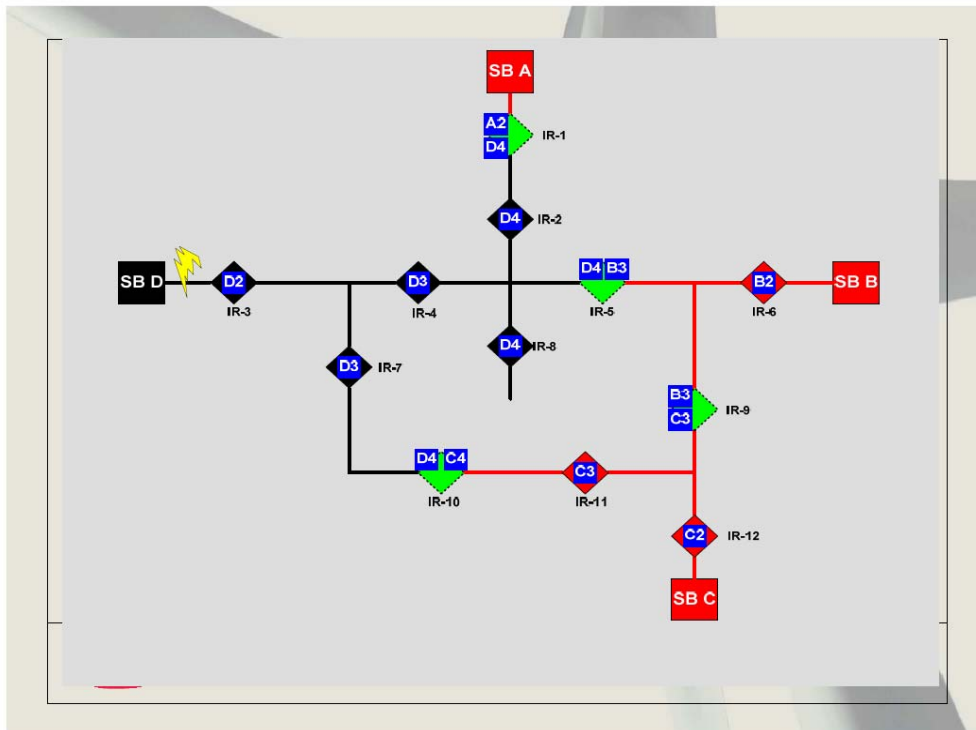 SB A
A2
IR-1
D4
D4
IR-2
SB D
D2
IR-3
D3
IR-4
D4 B3
IR-5
B2
IR-6
SB B
D4
IR-8
D3
IR-7
B3
IR-9
C3
D4 C4
IR-10
C3
IR-11
C2
IR-12
SB C